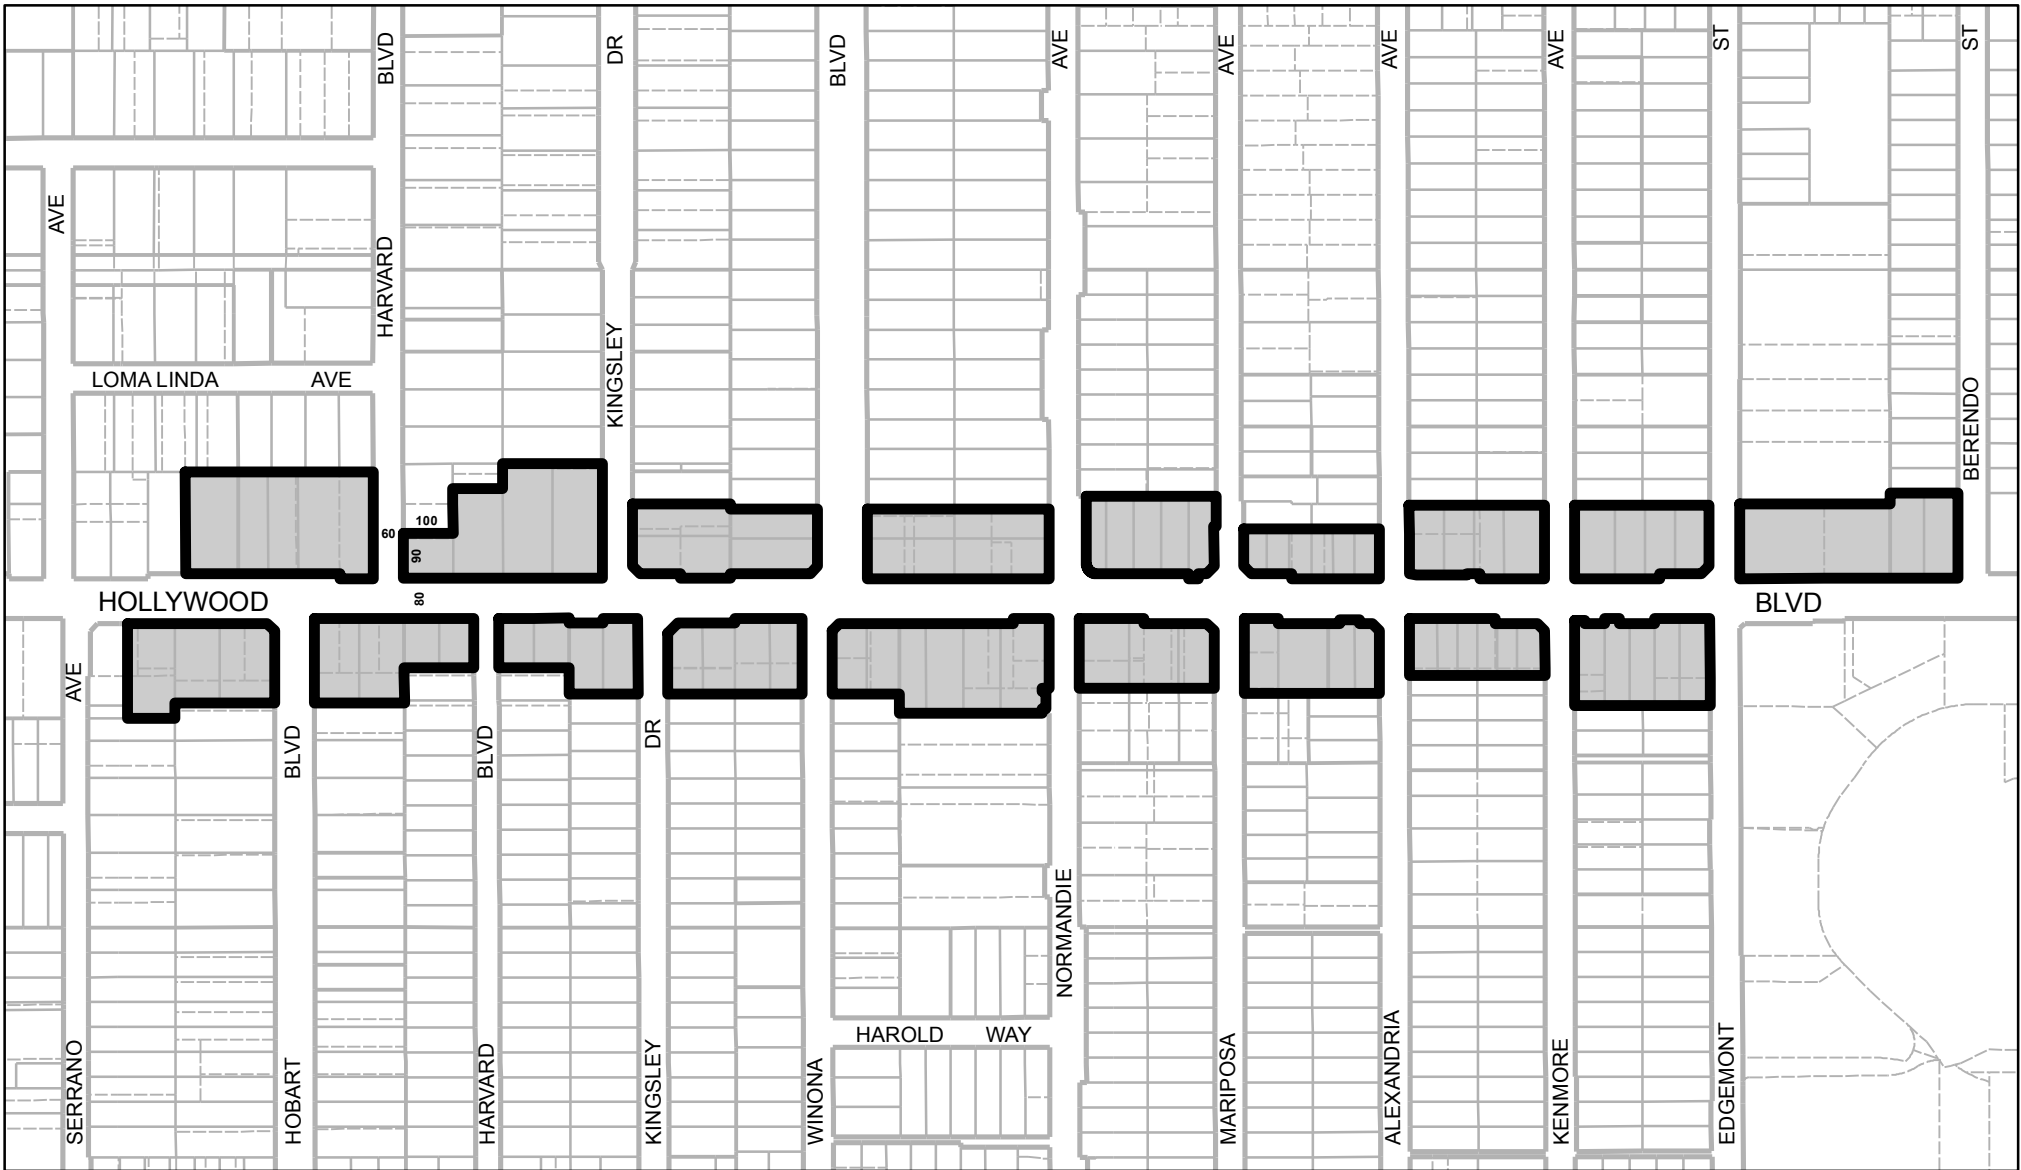 BLVD
DR
BLVD
AVE
AVE
AVE
AVE
ST
ST
AVE
HARVARD
KINGSLEY
LOMA LINDA AVE
BERENDO
100
60
90
80
HOLLYWOOD BLVD
AVE
BLVD
BLVD
DR
NORMANDIE
HAROLD WAY
SERRANO
HOBART
HARVARD
KINGSLEY
WINONA
MARIPOSA
ALEXANDRIA
KENMORE
EDGEMONT